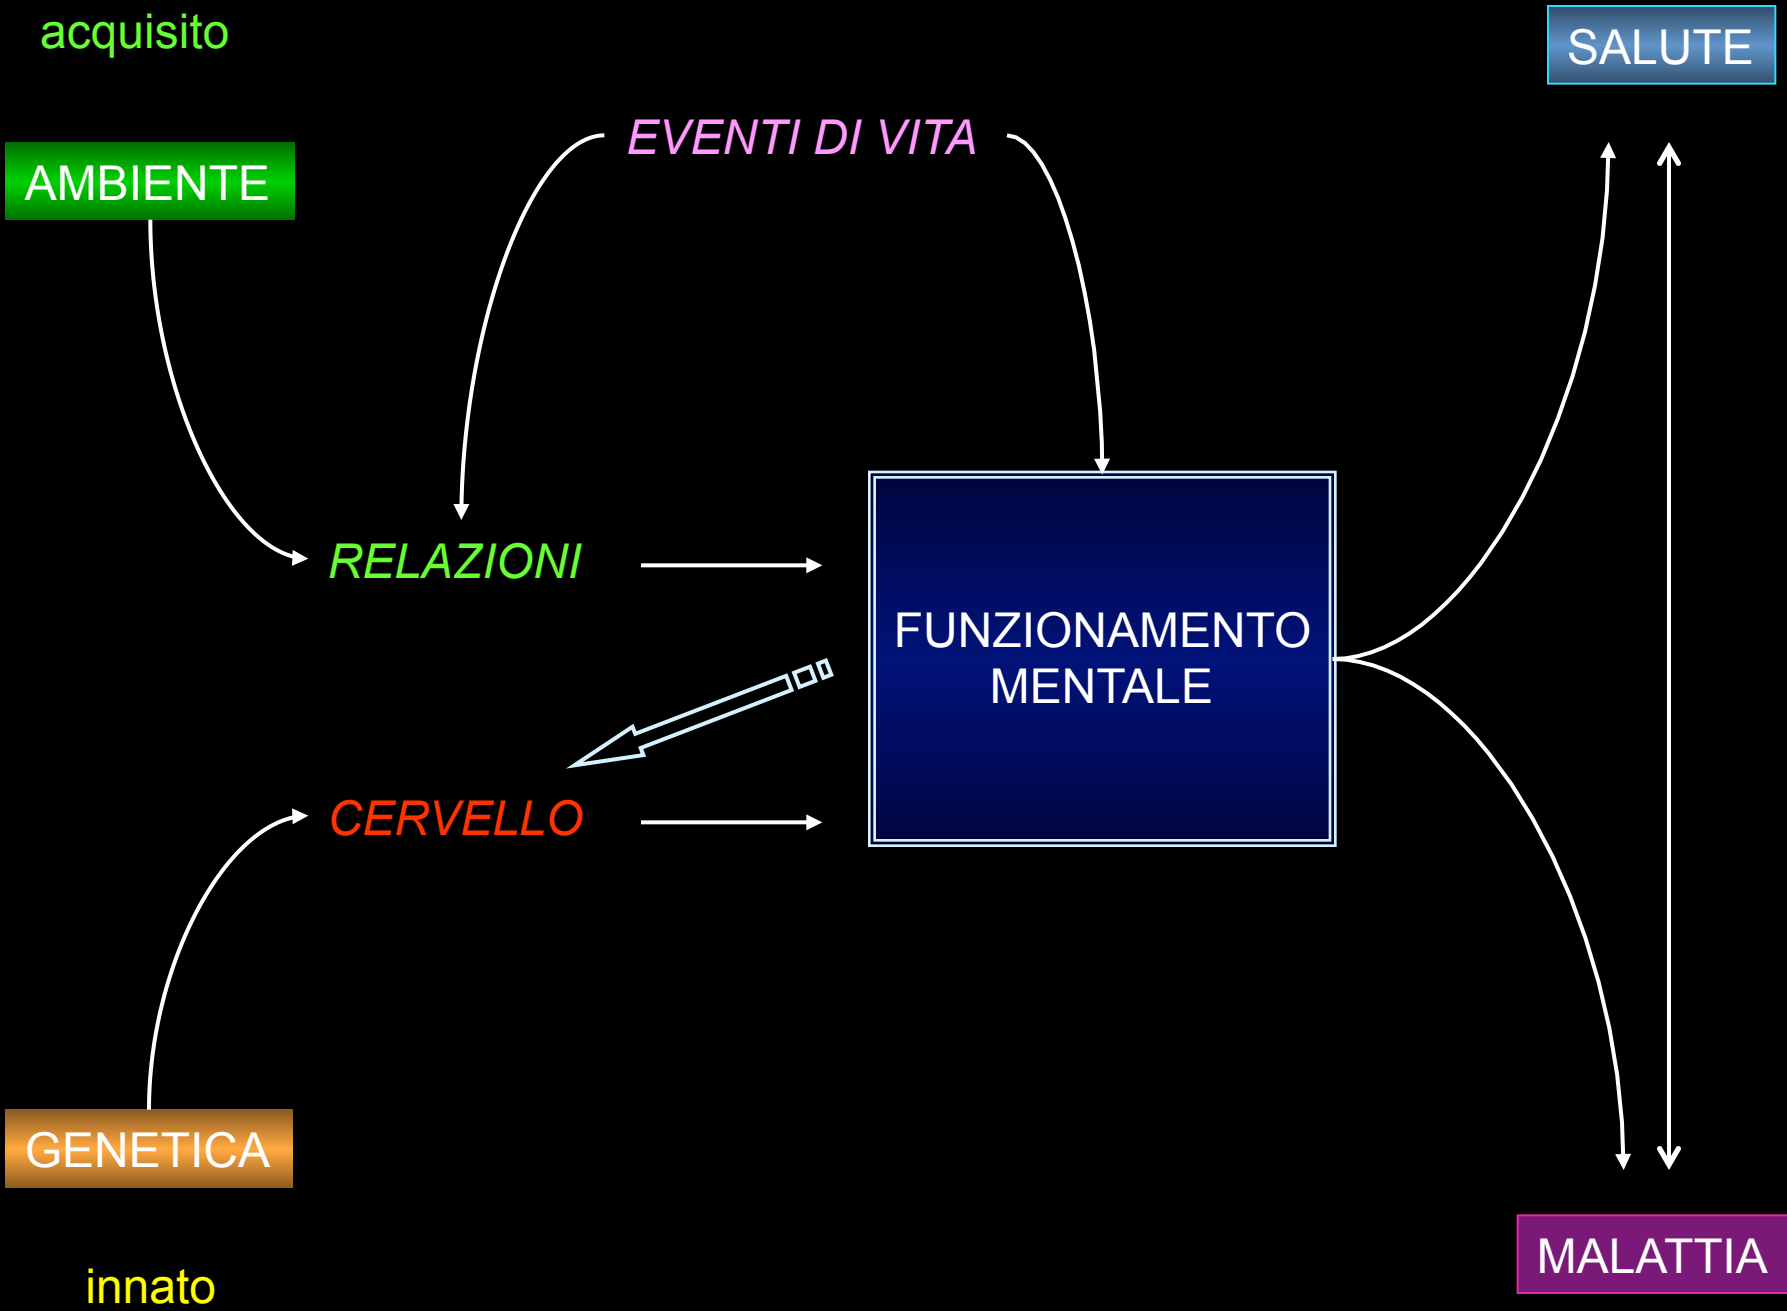 acquisito
SALUTE
EVENTI DI VITA
AMBIENTE
RELAZIONI
FUNZIONAMENTO
MENTALE
CERVELLO
GENETICA
MALATTIA
innato